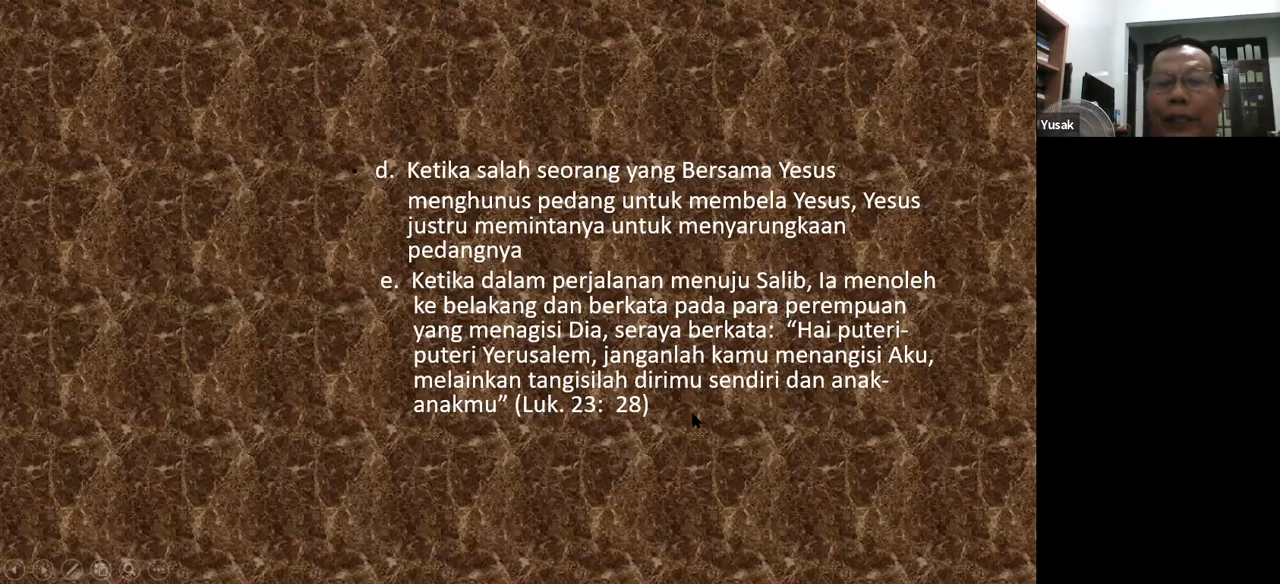 d. Ketika salah seorang yang Bersama Yesus
menghunus pedang untuk membela Yesus, Yesus
justru memintanya untuk menyarungkaan
pedangnya
e. Ketika dalam perjalanan menuju Salib, Ia menoleh
ke belakang dan berkata pada para perempuan
yang menagisi Dia, seraya berkata: “Hai puteri-
puteri Yerusalem, janganlah kamu menangisi Aku,
melainkan tangisilah dirimu sendiri dan anak-
anakmu” (Luk. 23: 28)
Yusak